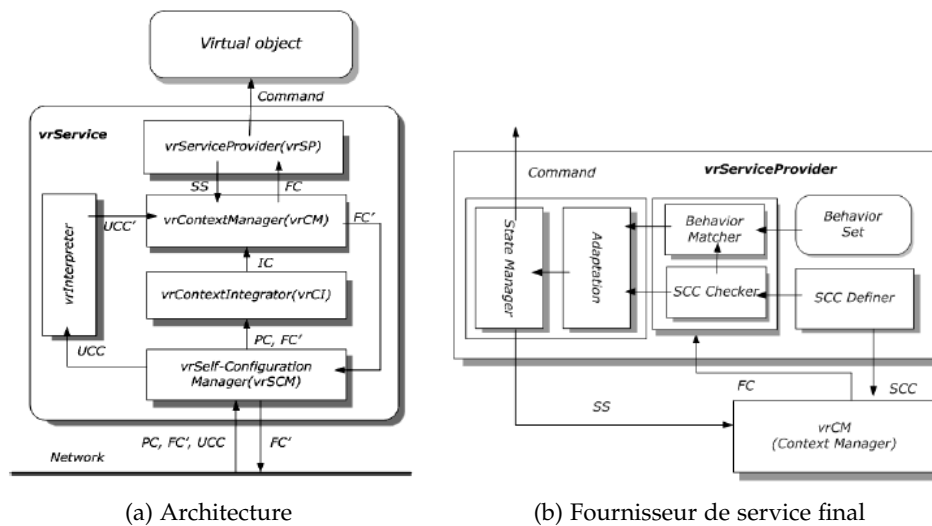 Virtual object
Command
vrService
vrServiceProvider(vrSP)
SS
FC
vrInterpreter
UCC'
vrContextManager(vrCM)
FC'
IC
vrContextIntegrator(vrCI)
PC, FC'
UCC
vrSelf-Configuration
Manager(vrSCM)
PC, FC', UCC
FC'
Network
(a) Architecture
Command
vrServiceProvider
State Manager
Adaptation
Behavior
Matcher
Behavior
Set
SCC Checker
SCC Definer
FC
SCC
SS
vrCM
(Context Manager)
(b) Fournisseur de service final